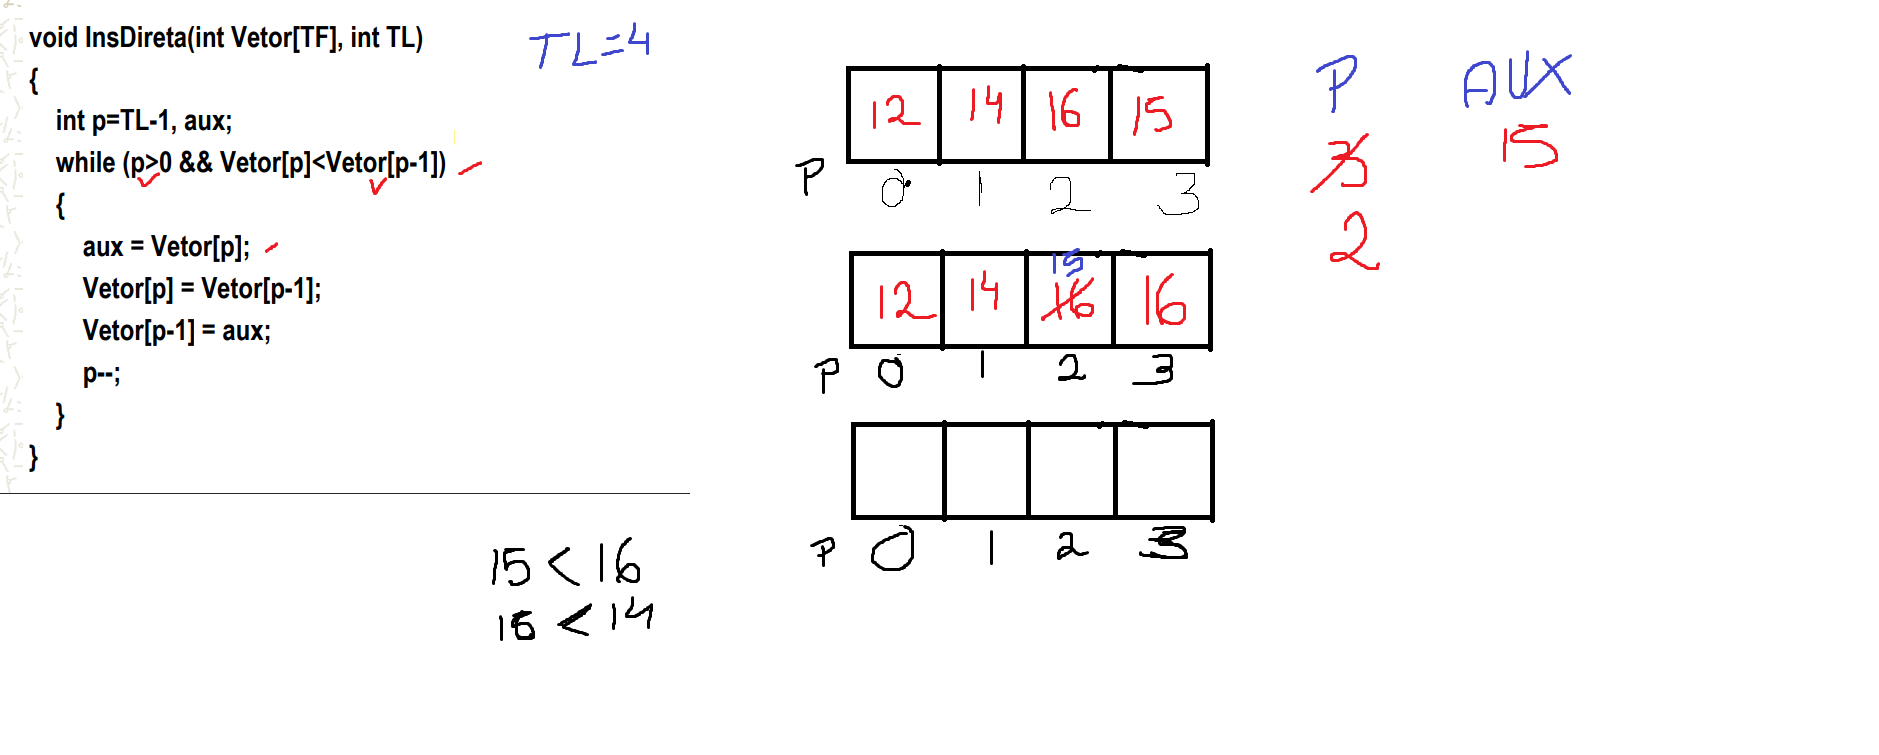 void InsDireta(int Vetor[TF], int TL)
{
int p=TL-1, aux;
while (p>0 && Vetor[p]<Vetor[p-1])
{
aux = Vetor[p];
Vetor[p] = Vetor[p-1];
Vetor[p-1] = aux;
p--;
}
}
TL=4
12 14 16 15
P 0 1 2 3
15
12 14 16 16
P 0 1 2 3
P 0 1 2 3
P AUX
3 15
2
15 < 16
< 14